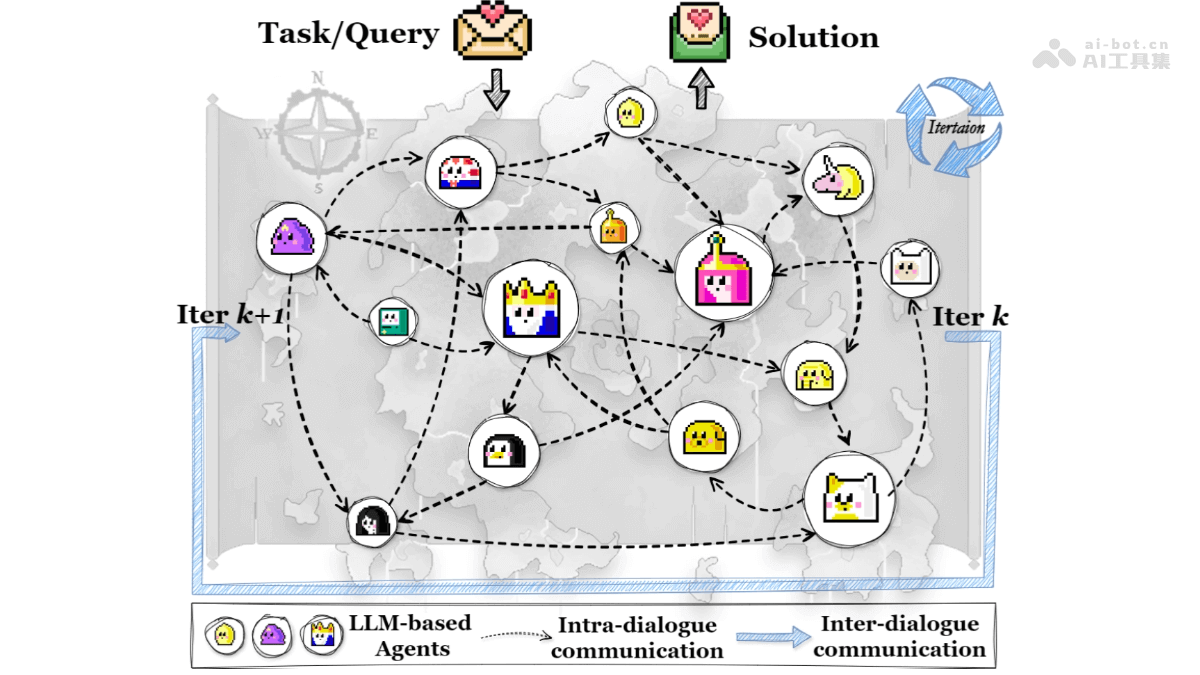 Task/Query
Solution
ai-bot.cn
AI工具集
N
W
E
S
Itertaion
Iter k+1
Iter k
LLM-based
Agents
Intra-dialogue
communication
Inter-dialogue
communication